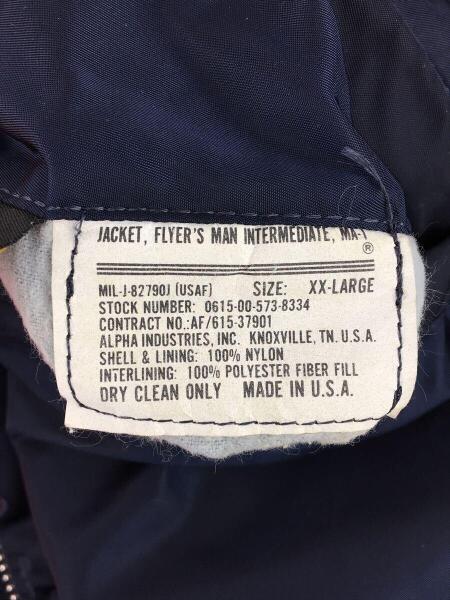 JACKET, FLYER'S MAN INTERMEDIATE, MA-1
®
MIL-J-82790J (USAF) SIZE: XX-LARGE
STOCK NUMBER: 0615-00-573-8334
CONTRACT NO.:AF/615-37901
ALPHA INDUSTRIES, INC. KNOXVILLE, TN. U.S.A.
SHELL & LINING: 100% NYLON
INTERLINING: 100% POLYESTER FIBER FILL
DRY CLEAN ONLY MADE IN U.S.A.